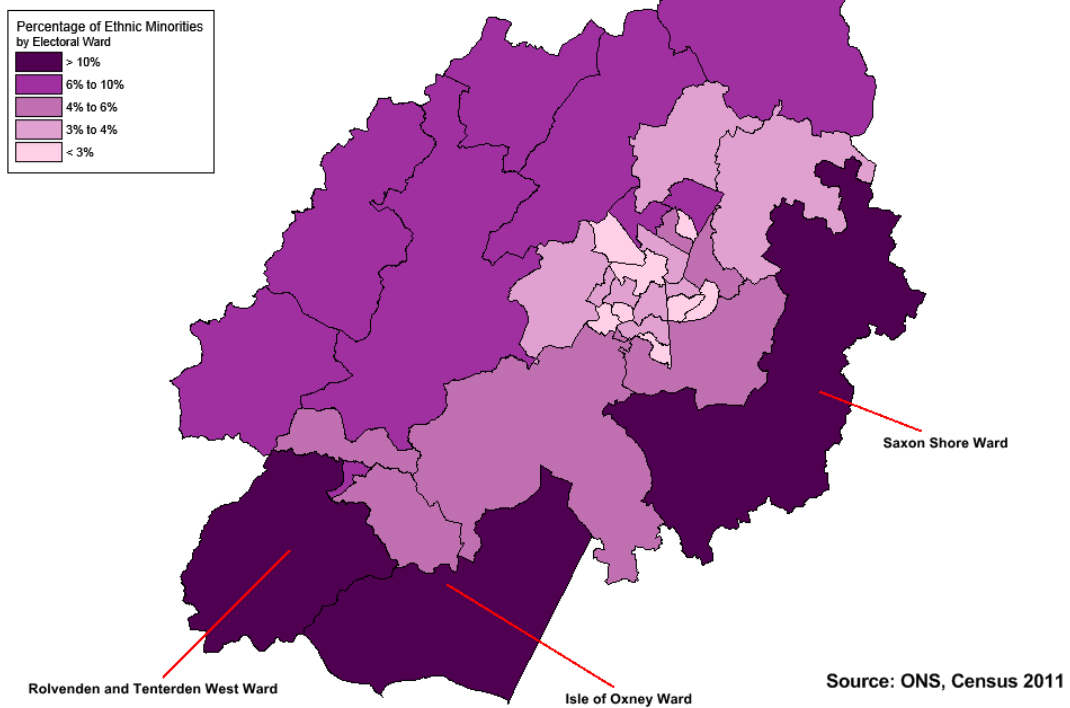 Percentage of Ethnic Minorities
by Electoral Ward
> 10%
6% to 10%
4% to 6%
3% to 4%
< 3%
Saxon Shore Ward
Rolvenden and Tenterden West Ward
Isle of Oxney Ward
Source: ONS, Census 2011